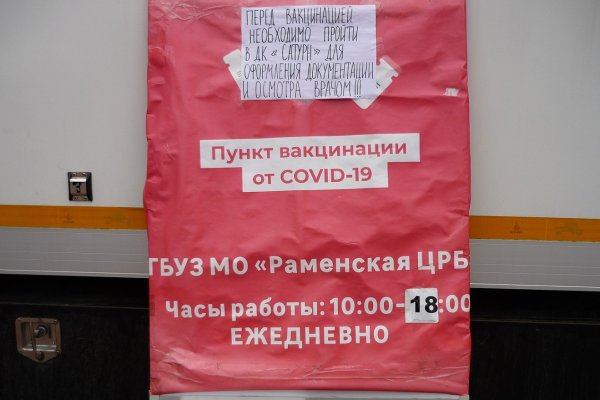 ПЕРЕД ВАКЦИНАЦИЕЙ
НЕОБХОДИМО ПРОЙТИ
В ДК «САТУРН» ДЛЯ
ОФОРМЛЕНИЯ ДОКУМЕНТАЦИИ
И ОСМОТРА ВРАЧОМ!!!
Пункт вакцинации
от COVID-19
ГБУЗ МО «Раменская ЦРБ
Часы работы: 10:00-18:00
ЕЖЕДНЕВНО